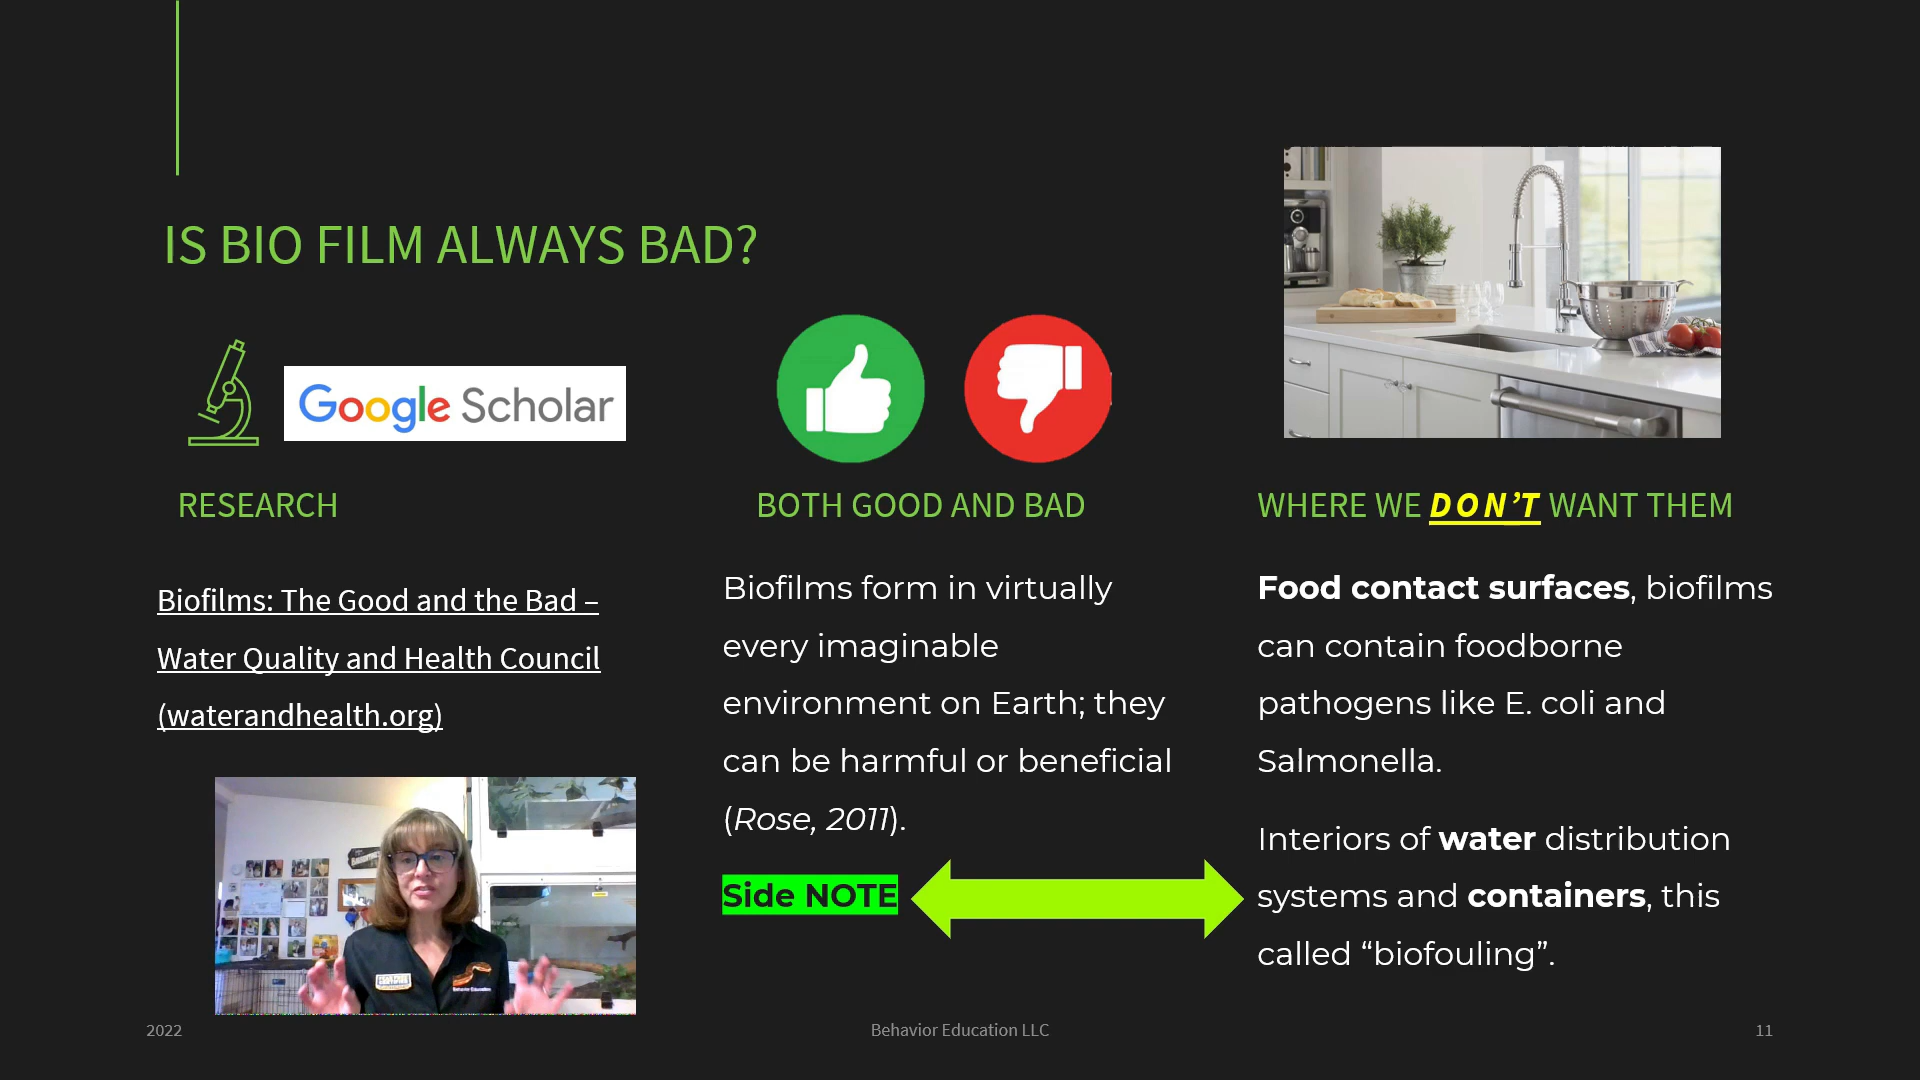 IS BIO FILM ALWAYS BAD?
Google Scholar
RESEARCH
Biofilms: The Good and the Bad –
Water Quality and Health Council
(waterandhealth.org)
BOTH GOOD AND BAD
Biofilms form in virtually
every imaginable
environment on Earth; they
can be harmful or beneficial
(Rose, 2011).
Side NOTE
WHERE WE DON’T WANT THEM
Food contact surfaces, biofilms
can contain foodborne
pathogens like E. coli and
Salmonella.
Interiors of water distribution
systems and containers, this
called “biofouling”.
Behavior Education
2022
Behavior Education LLC
11